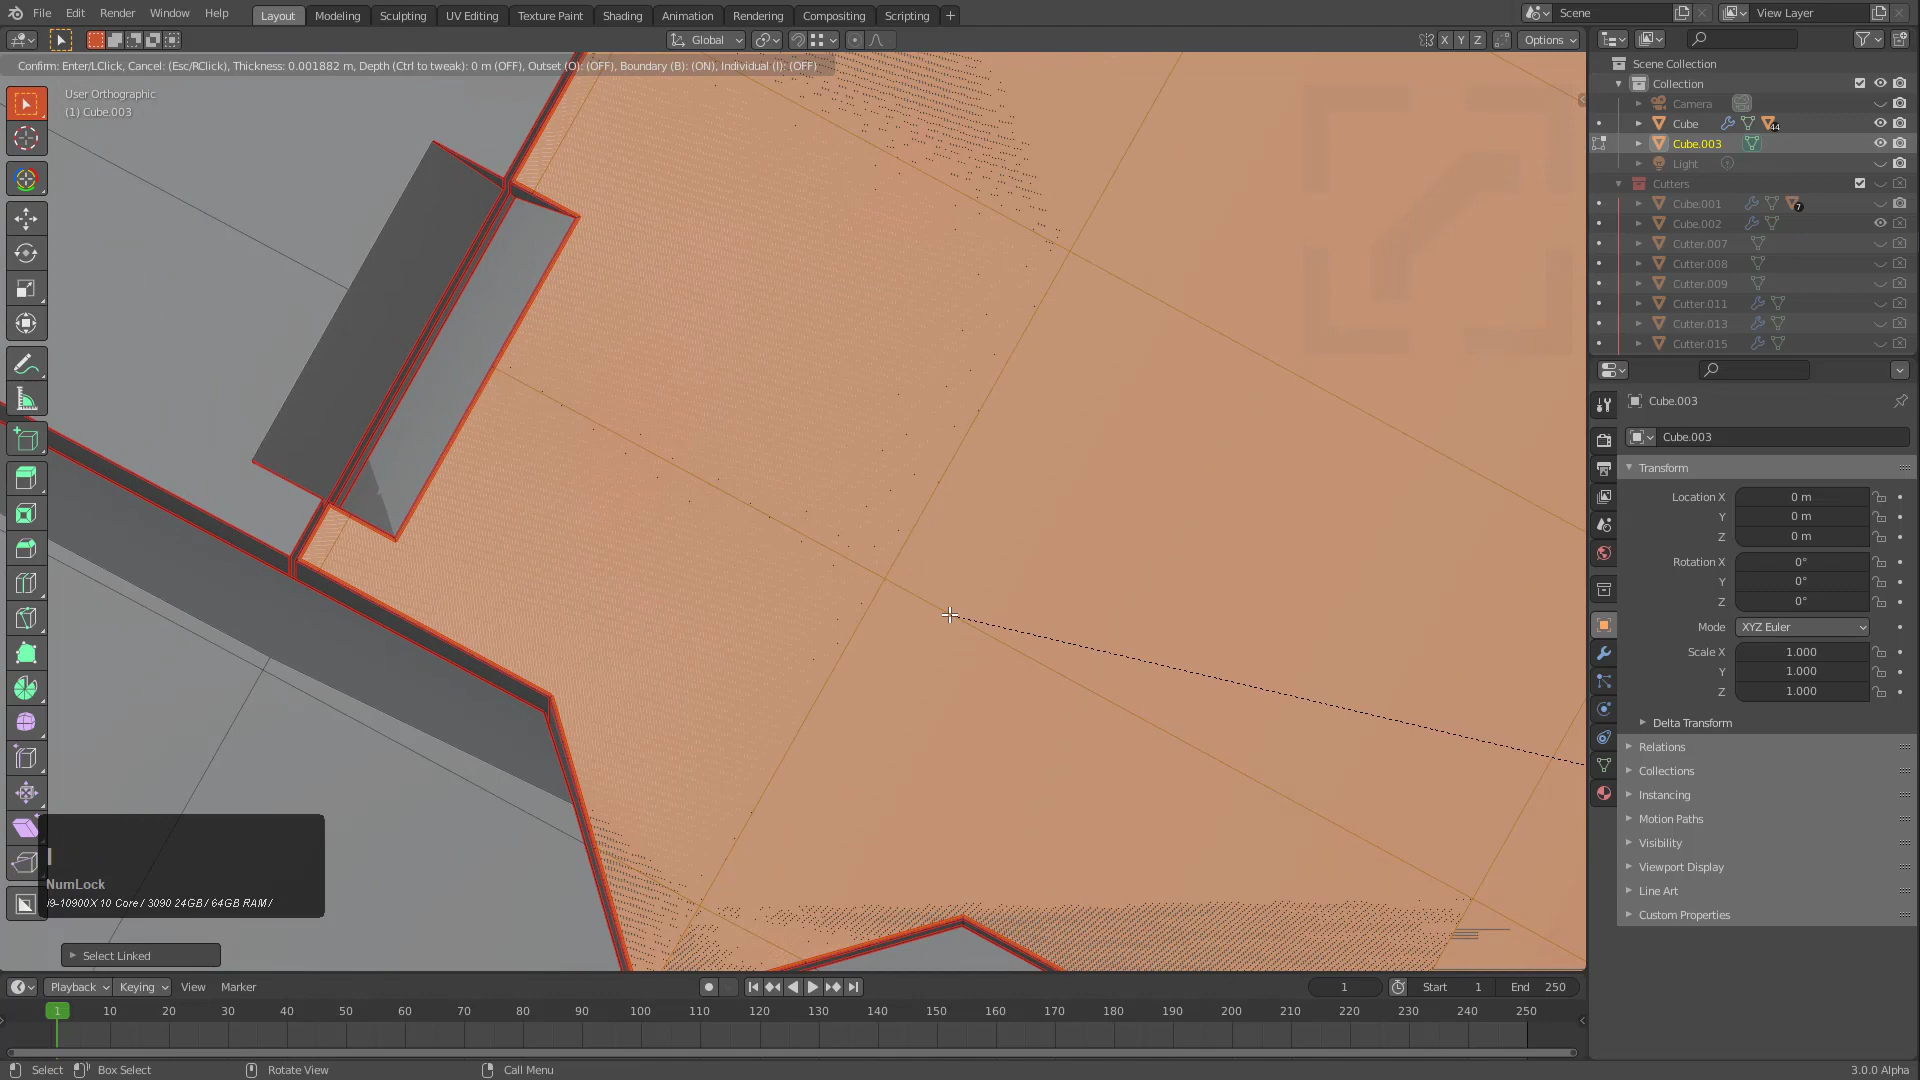 File Edit Render Window Help Layout Modeling Sculpting UV Editing Texture Paint Shading Animation Rendering Compositing Scripting + Scene View Layer
Global X Y Z Options
Confirm: Enter/LClick, Cancel: (Esc/RClick), Thickness: 0.001882 m, Depth (Ctrl to tweak): 0 m (OFF), Outset (O): (OFF), Boundary (B): (ON), Individual (I): (OFF)
User Orthographic
(1) Cube.003
Scene Collection
Collection
Camera
Cube 44
Cube.003
Light
Cutters
Cube.001 7
Cube.002
Cutter.007
Cutter.008
Cutter.009
Cutter.011
Cutter.013
Cutter.015
Cube.003
Cube.003
Transform
Location X 0 m
Y 0 m
Z 0 m
Rotation X 0°
Y 0°
Z 0°
Mode XYZ Euler
Scale X 1.000
Y 1.000
Z 1.000
Delta Transform
Relations
Collections
Instancing
Motion Paths
Visibility
Viewport Display
Line Art
Custom Properties
I
NumLock
i9-10900X 10 Core / 3090 24GB / 64GB RAM /
Select Linked
Playback Keying View Marker 1 Start 1 End 250
1 10 20 30 40 50 60 70 80 90 100 110 120 130 140 150 160 170 180 190 200 210 220 230 240 250
Select Box Select Rotate View Call Menu 3.0.0 Alpha